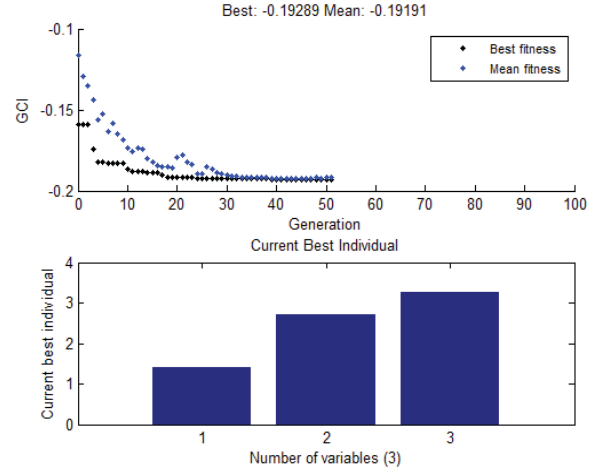 Best: -0.19289 Mean: -0.19191
-0.1
-0.15
-0.2
GCI
Best fitness
Mean fitness
0 10 20 30 40 50 60 70 80 90 100
Generation
Current Best Individual
4
3
2
1
0
Current best individual
1 2 3
Number of variables (3)